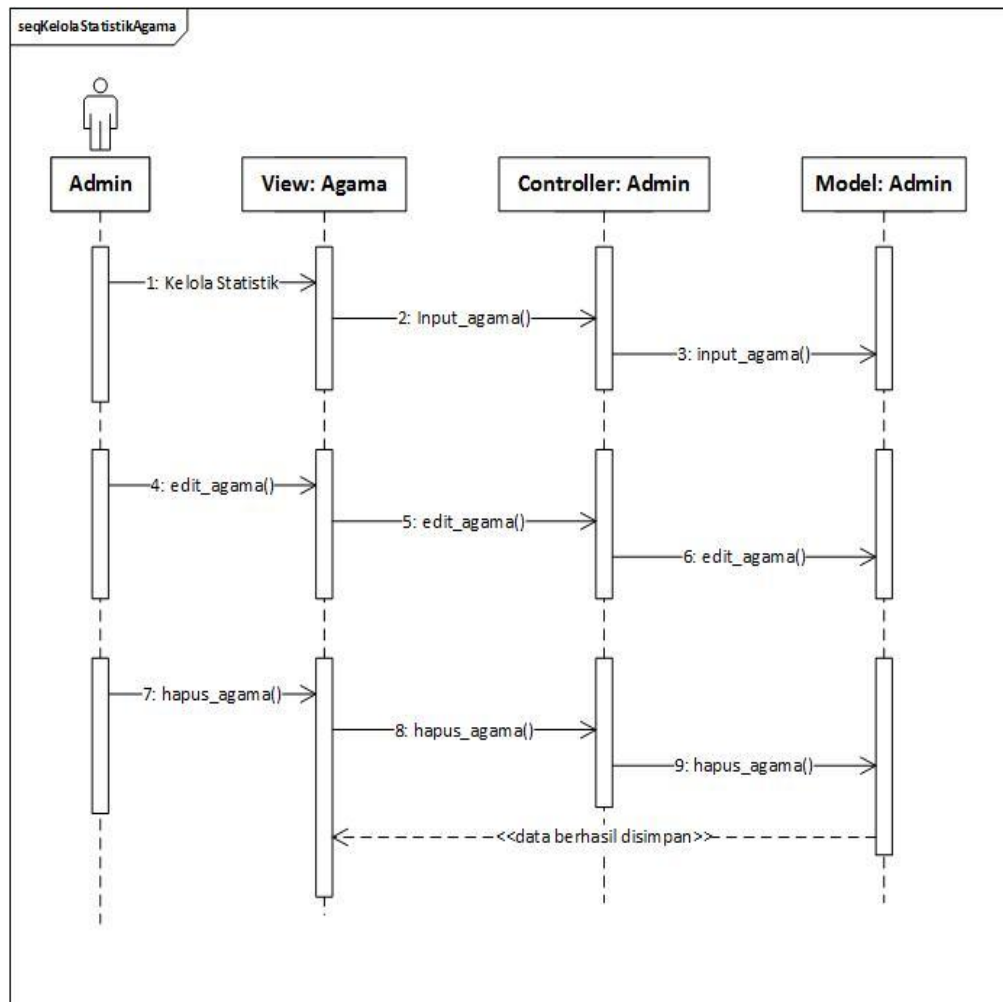 seqKelolaStatistikAgama
Admin
View: Agama
Controller: Admin
Model: Admin
1: Kelola Statistik
2: Input_agama()
3: input_agama()
4: edit_agama()
5: edit_agama()
6: edit_agama()
7: hapus_agama()
8: hapus_agama()
9: hapus_agama()
<<data berhasil disimpan>>